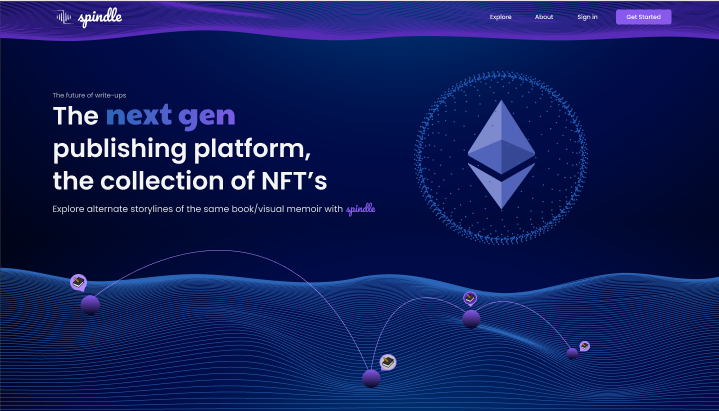 spindle
Explore About Sign in Get Started
The future of write-ups
The next gen
publishing platform,
the collection of NFT's
Explore alternate storylines of the same book/visual memoir with spindle